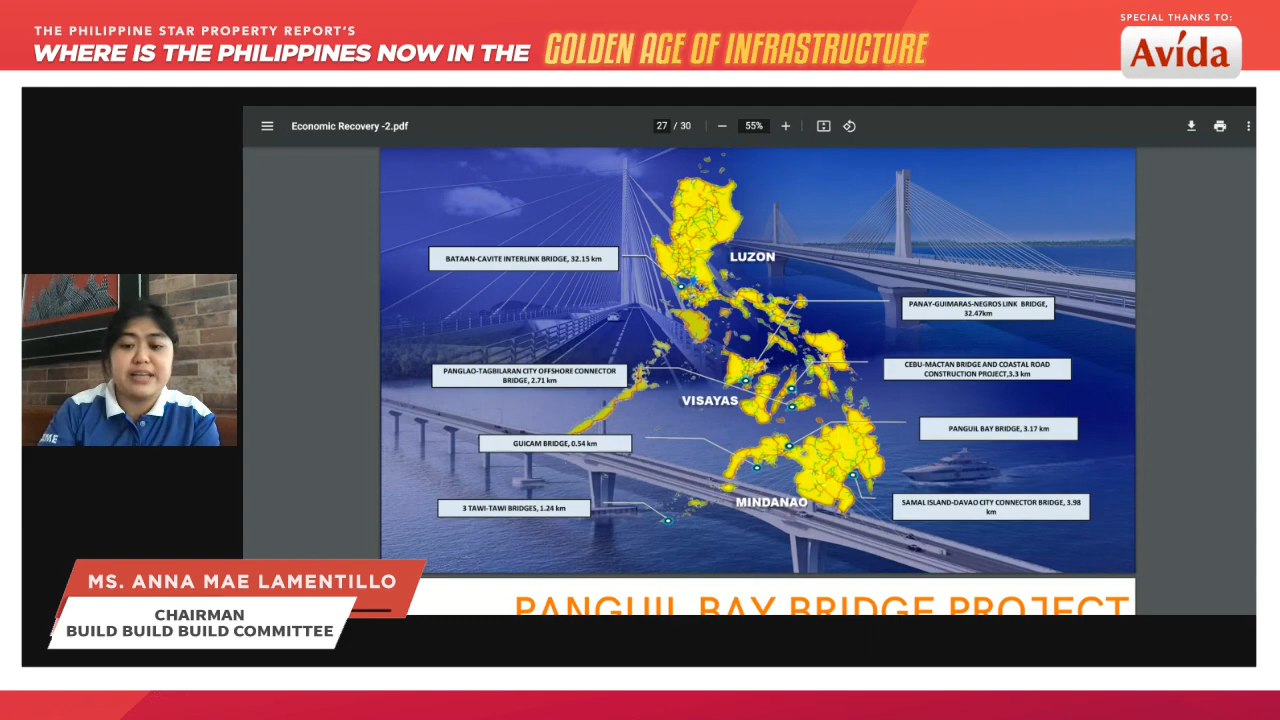 THE PHILIPPINE STAR PROPERTY REPORT'S
WHERE IS THE PHILIPPINES NOW IN THE GOLDEN AGE OF INFRASTRUCTURE
SPECIAL THANKS TO:
Avida
Economic Recovery -2.pdf
27 / 30
55%
BATAAN-CAVITE INTERLINK BRIDGE, 32.15 km
LUZON
PANAY-GUIMARAS-NEGROS LINK BRIDGE,
32.47km
PANGLAO-TAGBILARAN CITY OFFSHORE CONNECTOR
BRIDGE, 2.71 km
CEBU-MACTAN BRIDGE AND COASTAL ROAD
CONSTRUCTION PROJECT,3.3 km
VISAYAS
PANGUIL BAY BRIDGE, 3.17 km
GUICAM BRIDGE, 0.54 km
3 TAWI-TAWI BRIDGES, 1.24 km
MINDANAO
SAMAL ISLAND-DAVAO CITY CONNECTOR BRIDGE, 3.98
km
PANGUIL BAY BRIDGE PROJECT
MS. ANNA MAE LAMENTILLO
CHAIRMAN
BUILD BUILD BUILD COMMITTEE